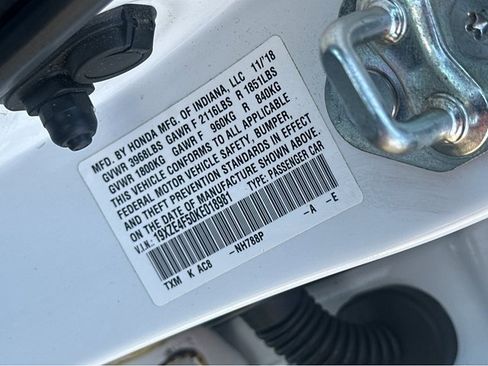 MFD. BY HONDA MFG. OF INDIANA, LLC 11/18
GVWR 3968LBS GAWR F 2116LBS R 1851LBS
GVWR 1800KG GAWR F 960KG R 840KG
THIS VEHICLE CONFORMS TO ALL APPLICABLE
FEDERAL MOTOR VEHICLE SAFETY, BUMPER,
AND THEFT PREVENTION STANDARDS IN EFFECT
ON THE DATE OF MANUFACTURE SHOWN ABOVE.
V.I.N.: 19XZE4F50KE018961 TYPE: PASSENGER CAR
TXM K AC8 -NH788P -A -E